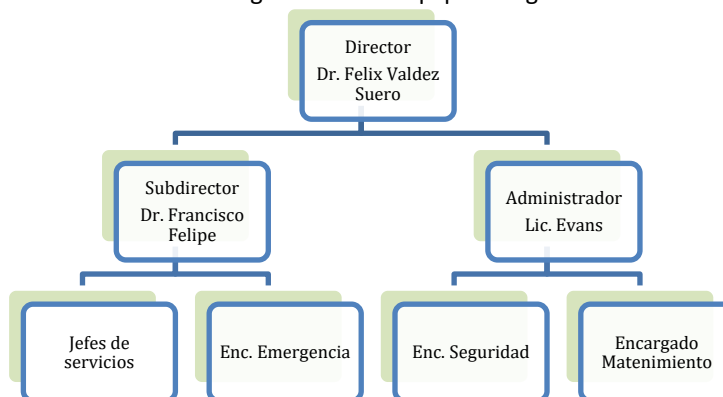 Director
Dr. Felix Valdez
Suero
Subdirector
Dr. Francisco
Felipe
Administrador
Lic. Evans
Jefes de
servicios
Enc. Emergencia
Enc. Seguridad
Encargado
Matenimiento